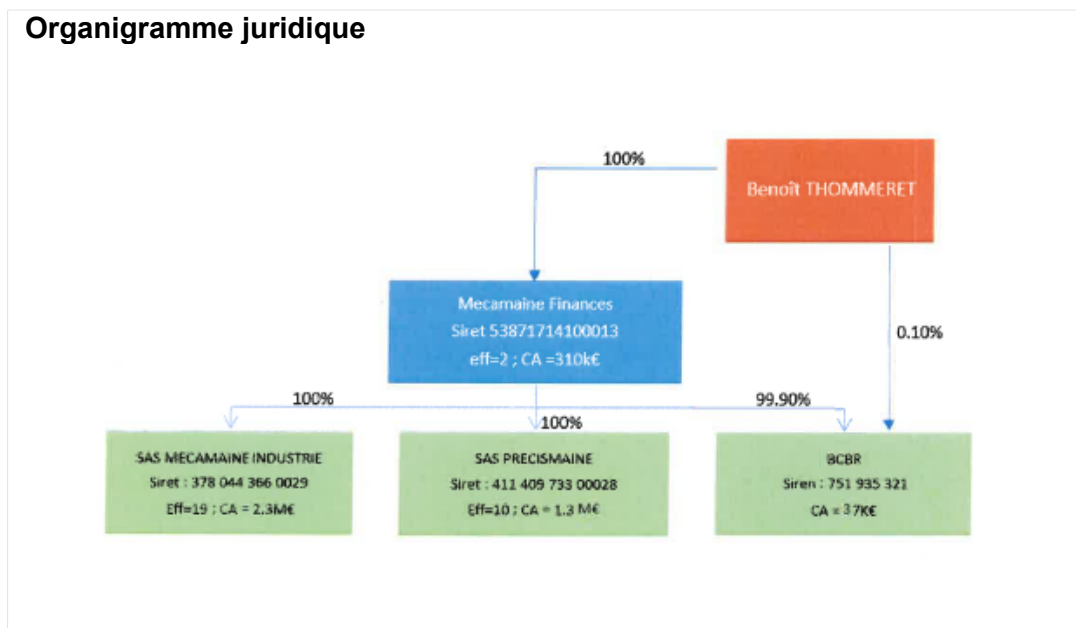 Organigramme juridique
100%
Benoît THOMMERET
Mecamaine Finances
Siret 53871714100013
eff=2 ; CA =310k€
0.10%
100%
99.90%
100%
SAS MECAMAINE INDUSTRIE
Siret : 378 044 366 0029
Eff=19 ; CA = 2.3M€
SAS PRECISMAINE
Siret : 411 409 733 00028
Eff=10 ; CA = 1.3 M€
BCBR
Siren : 751 935 321
CA = 37K€